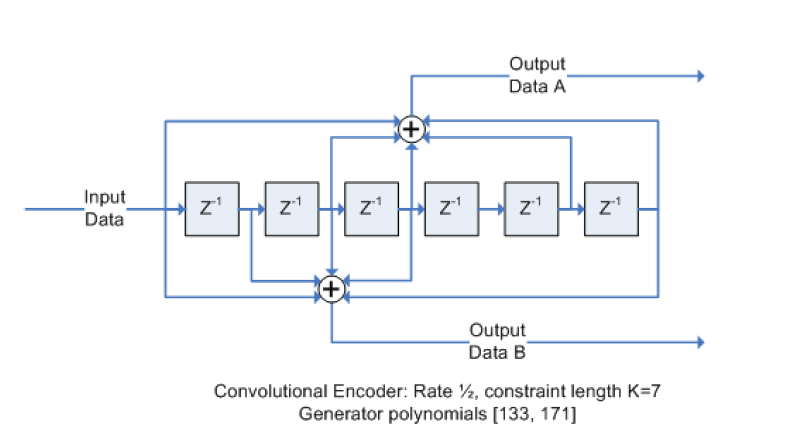 Output
Data A
Input
Data
Z-1 Z-1 Z-1 Z-1 Z-1 Z-1
+
+
Output
Data B
Convolutional Encoder: Rate ½, constraint length K=7
Generator polynomials [133, 171]